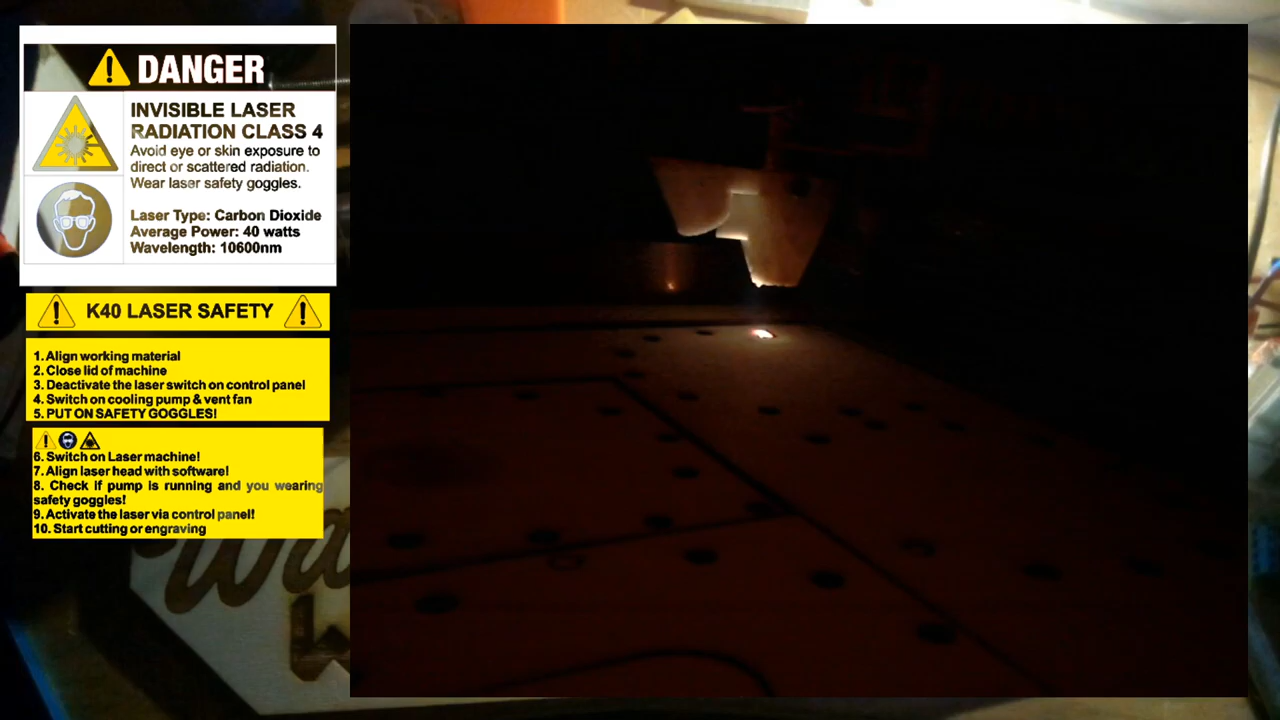 DANGER
INVISIBLE LASER
RADIATION CLASS 4
Avoid eye or skin exposure to
direct or scattered radiation.
Wear laser safety goggles.
Laser Type: Carbon Dioxide
Average Power: 40 watts
Wavelength: 10600nm
K40 LASER SAFETY
1. Align working material
2. Close lid of machine
3. Deactivate the laser switch on control panel
4. Switch on cooling pump & vent fan
5. PUT ON SAFETY GOGGLES!
6. Switch on Laser machine!
7. Align laser head with software!
8. Check if pump is running and you wearing
safety goggles!
9. Activate the laser via control panel!
10. Start cutting or engraving